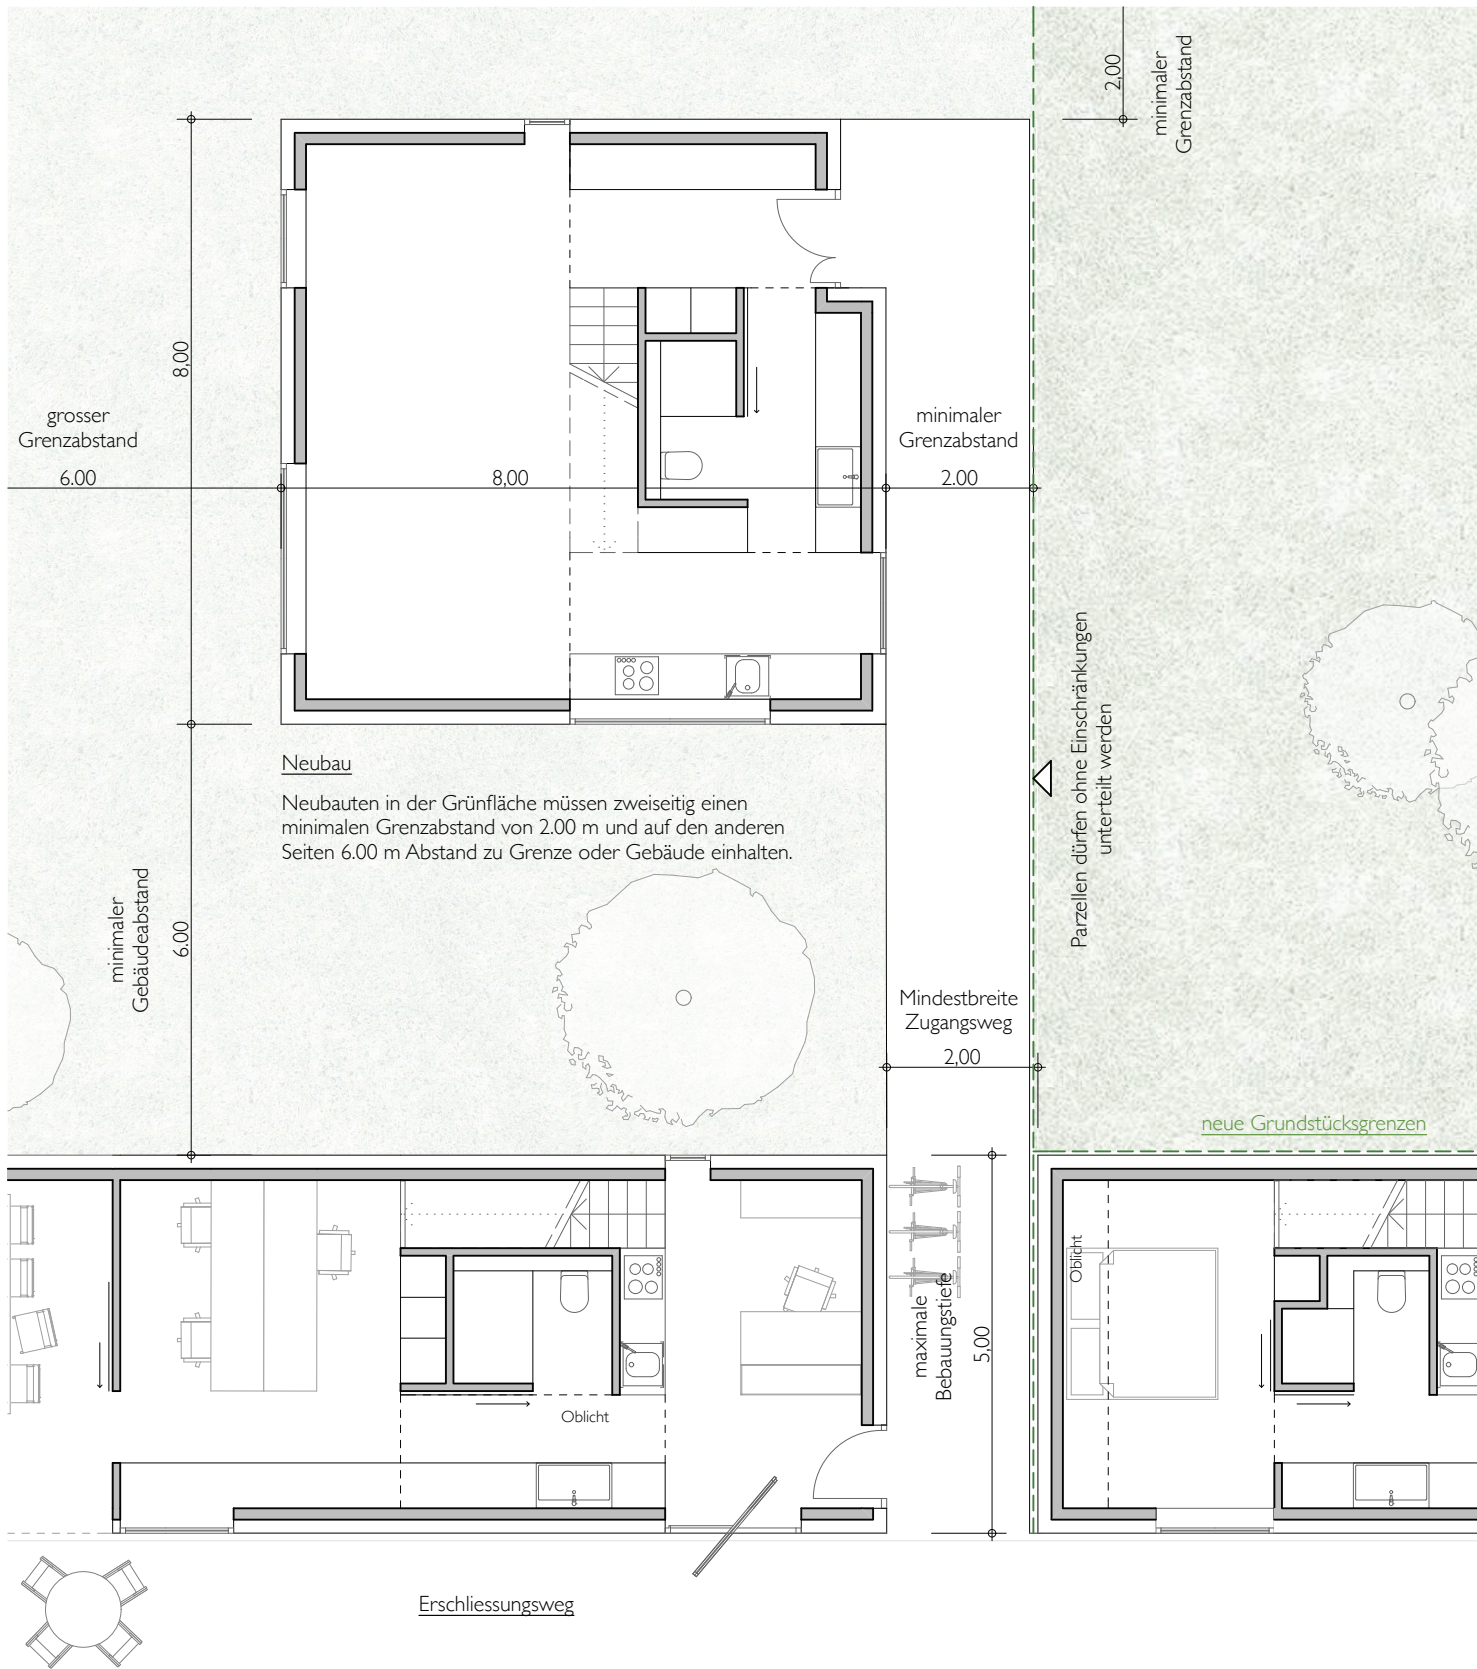 2,00
minimaler
Grenzabstand
8,00
grosser
Grenzabstand
6.00
8,00
minimaler
Grenzabstand
2.00
Parzellen dürfen ohne Einschränkungen
unterteilt werden
Neubau
Neubauten in der Grünfläche müssen zweiseitig einen
minimalen Grenzabstand von 2.00 m und auf den anderen
Seiten 6.00 m Abstand zu Grenze oder Gebäude einhalten.
minimaler
Gebäudeabstand
6.00
Mindestbreite
Zugangsweg
2,00
neue Grundstücksgrenzen
Oblicht
maximale
Bebauungstiefe
5,00
Oblicht
Erschliessungsweg